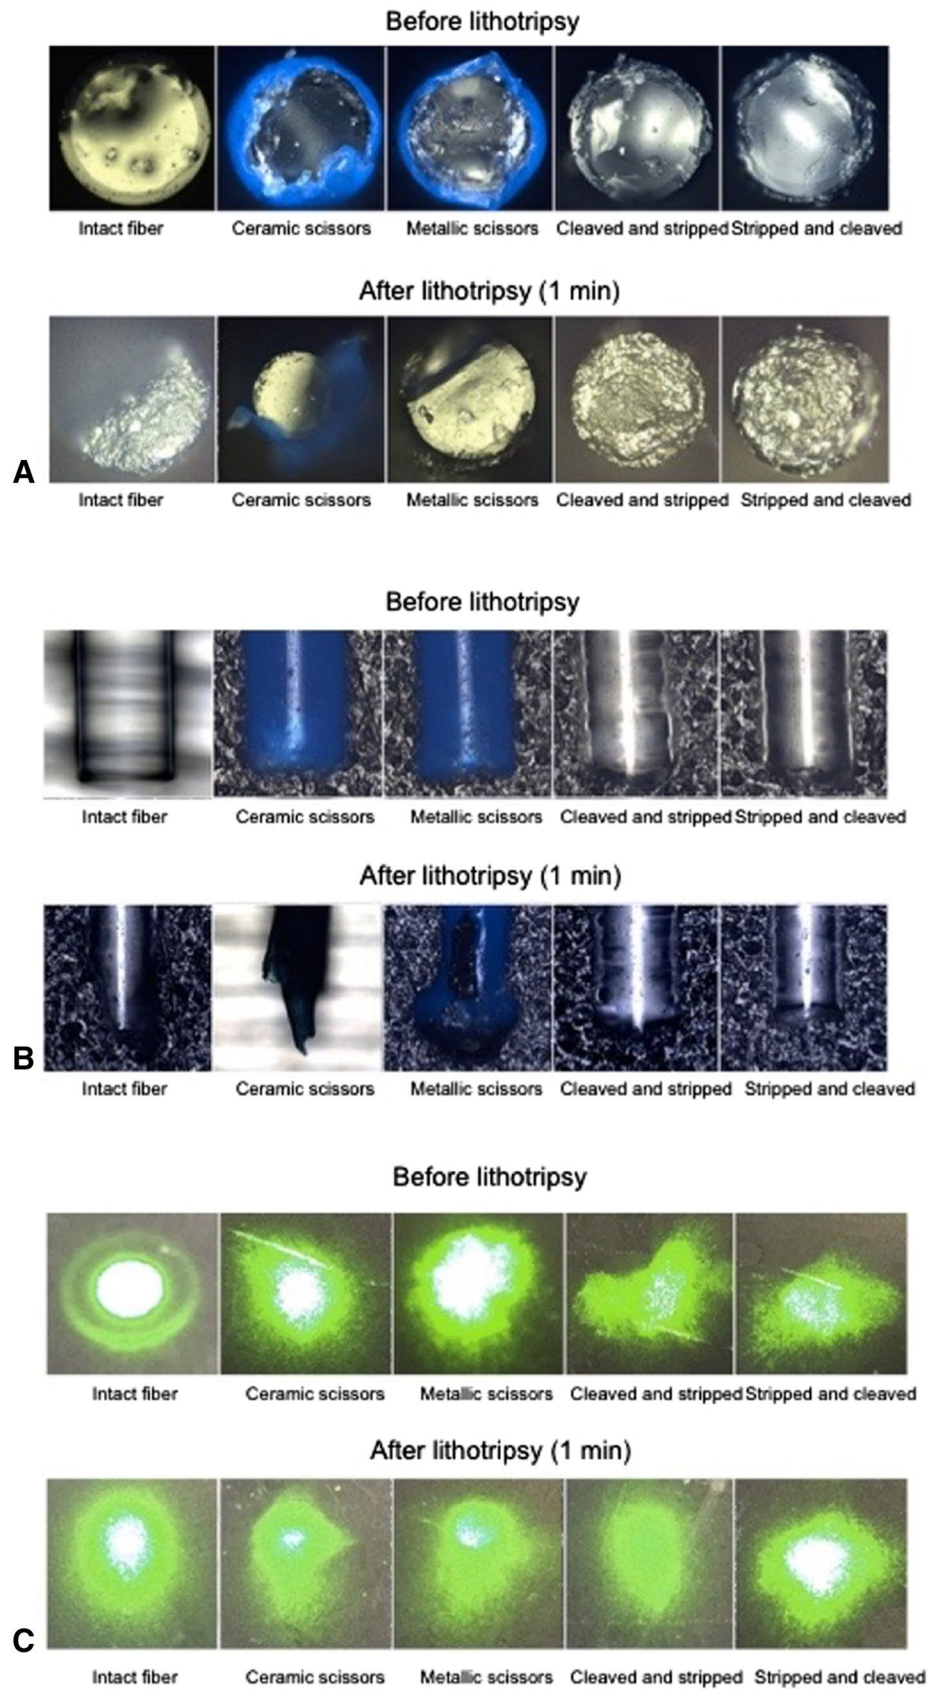 Before lithotripsy
Intact fiber Ceramic scissors Metallic scissors Cleaved and stripped Stripped and cleaved
After lithotripsy (1 min)
A
Intact fiber Ceramic scissors Metallic scissors Cleaved and stripped Stripped and cleaved
Before lithotripsy
Intact fiber Ceramic scissors Metallic scissors Cleaved and stripped Stripped and cleaved
After lithotripsy (1 min)
B
Intact fiber Ceramic scissors Metallic scissors Cleaved and stripped Stripped and cleaved
Before lithotripsy
Intact fiber Ceramic scissors Metallic scissors Cleaved and stripped Stripped and cleaved
After lithotripsy (1 min)
C
Intact fiber Ceramic scissors Metallic scissors Cleaved and stripped Stripped and cleaved